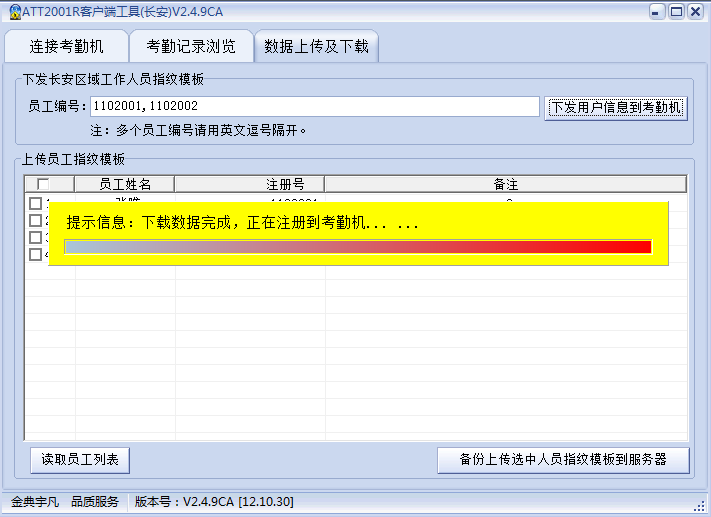 ATT2001R客户端工具(长安)V2.4.9CA
连接考勤机 考勤记录浏览 数据上传及下载
下发长安区域工作人员指纹模板
员工编号: 1102001,1102002 下发用户信息到考勤机
注: 多个员工编号请用英文逗号隔开。
上传员工指纹模板
员工姓名 注册号 备注
提示信息: 下载数据完成, 正在注册到考勤机... ...
读取员工列表 备份上传选中人员指纹模板到服务器
金典宇凡 品质服务 版本号: V2.4.9CA [12.10.30]